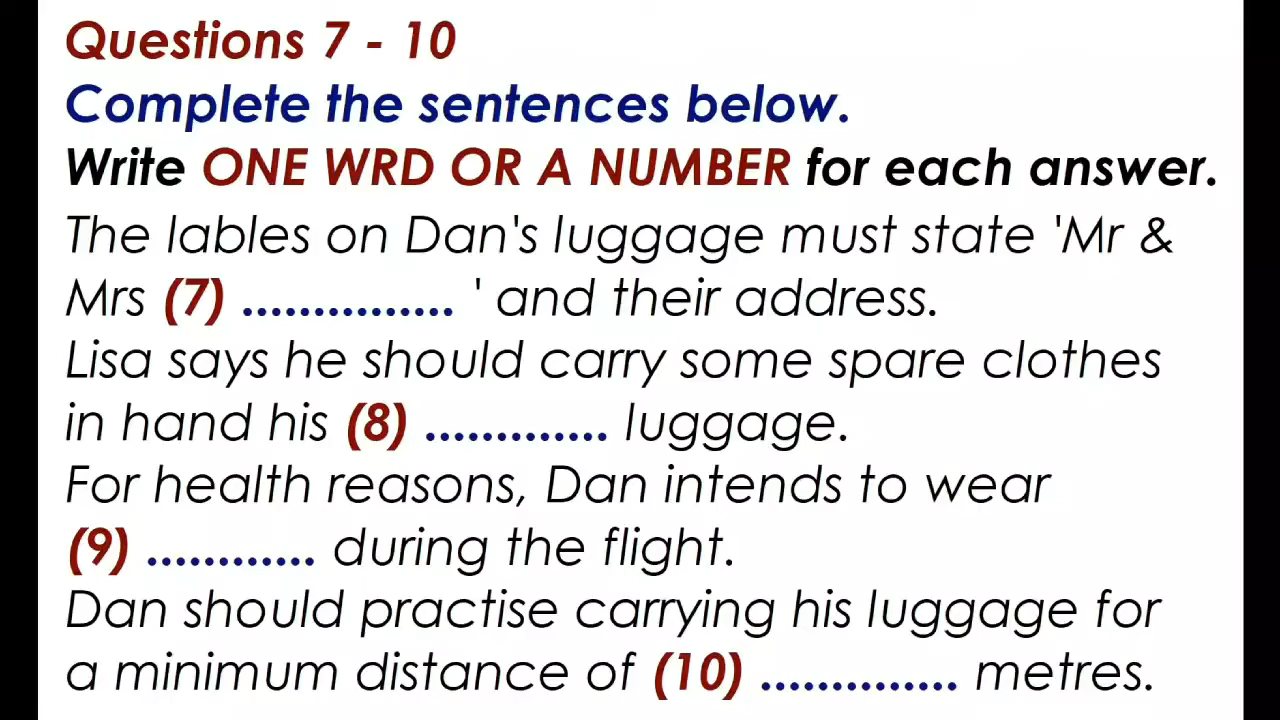 Questions 7 - 10
Complete the sentences below.
Write ONE WRD OR A NUMBER for each answer.
The lables on Dan's luggage must state 'Mr &
Mrs (7) ............... ' and their address.
Lisa says he should carry some spare clothes
in hand his (8) ............. luggage.
For health reasons, Dan intends to wear
(9) ............ during the flight.
Dan should practise carrying his luggage for
a minimum distance of (10) .............. metres.